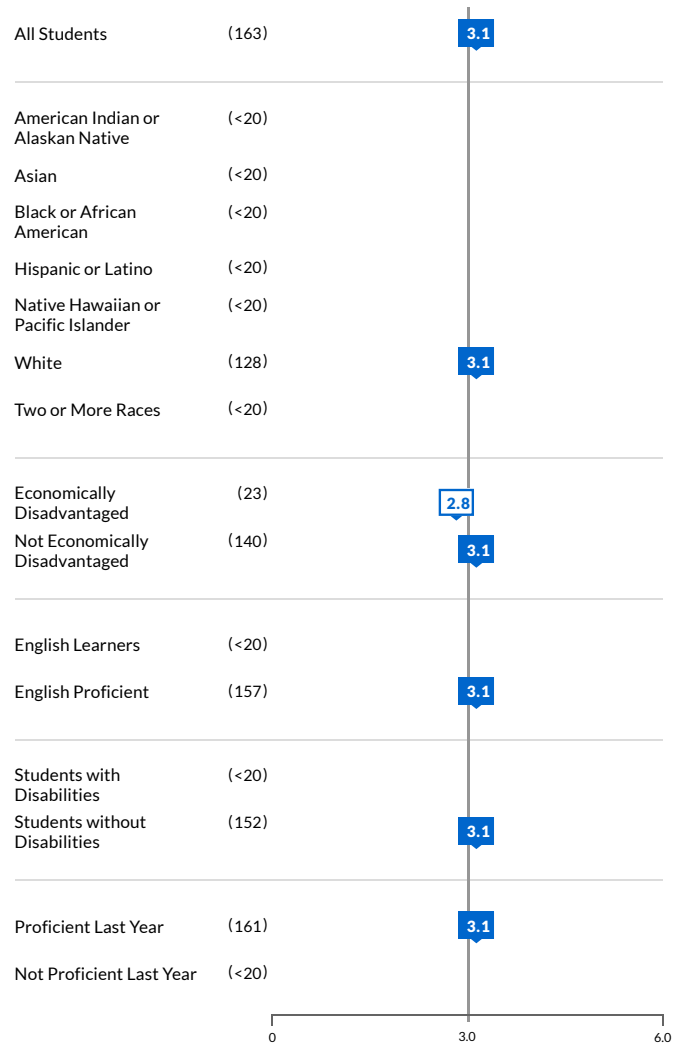 All Students (163) 3.1
American Indian or (<20)
Alaskan Native
Asian (<20)
Black or African (<20)
American
Hispanic or Latino (<20)
Native Hawaiian or (<20)
Pacific Islander
White (128) 3.1
Two or More Races (<20)
Economically (23) 2.8
Disadvantaged
Not Economically (140) 3.1
Disadvantaged
English Learners (<20)
English Proficient (157) 3.1
Students with (<20)
Disabilities
Students without (152) 3.1
Disabilities
Proficient Last Year (161) 3.1
Not Proficient Last Year (<20)
0 3.0 6.0